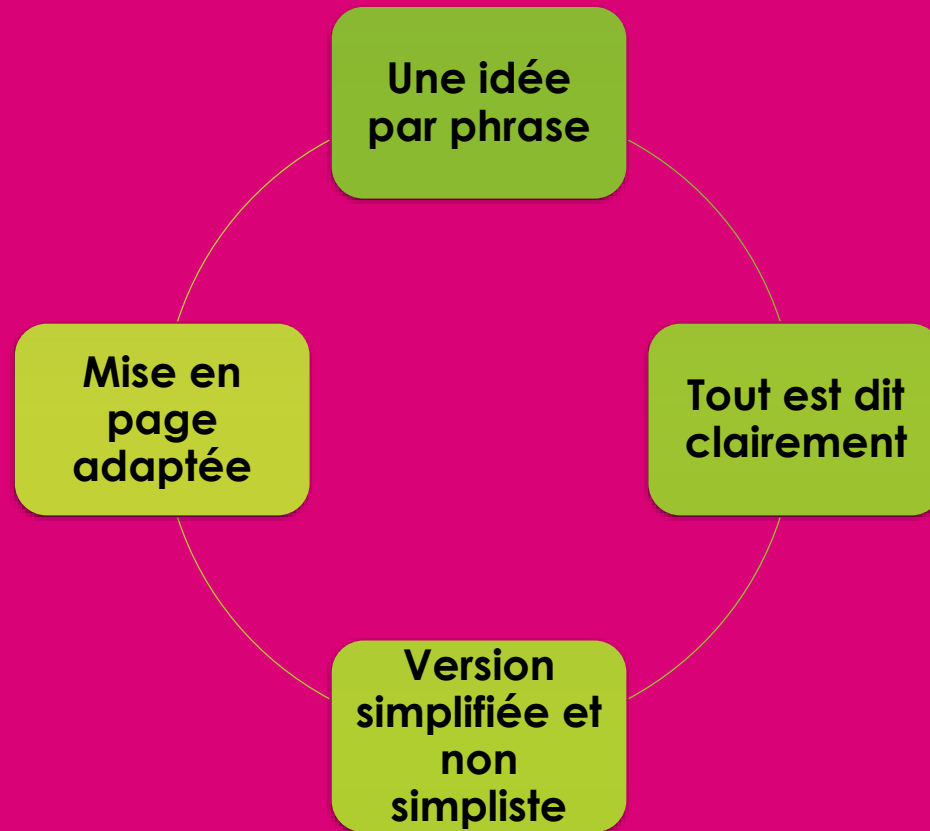 Une idée
par phrase
Tout est dit
clairement
Version
simplifiée et
non
simpliste
Mise en
page
adaptée